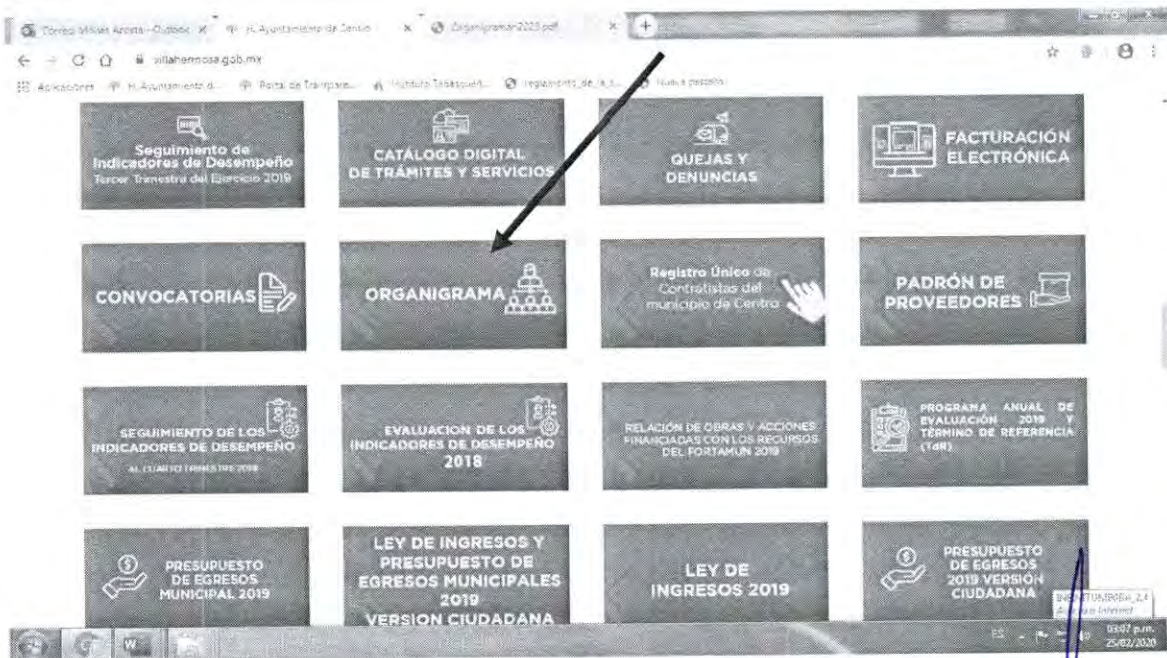 H. Ayuntamiento de Centro
Organigrama2020.pdf
villahermosa.gob.mx
Aplicaciones
H. Ayuntamiento d...
Portal de Transpare...
Nueva pestaña
Seguimiento de
Indicadores de Desempeño
Tercer Trimestre del Ejercicio 2019
CATÁLOGO DIGITAL
DE TRÁMITES Y SERVICIOS
QUEJAS Y
DENUNCIAS
FACTURACIÓN
ELECTRÓNICA
CONVOCATORIAS
ORGANIGRAMA
Registro Único de
Contratistas del
municipio de Centro
PADRÓN DE
PROVEEDORES
SEGUIMIENTO DE LOS
INDICADORES DE DESEMPEÑO
AL CUARTO TRIMESTRE 2018
EVALUACION DE LOS
INDICADORES DE DESEMPEÑO
2018
RELACIÓN DE OBRAS Y ACCIONES
FINANCIADAS CON LOS RECURSOS
DEL FORTAMUN 2019
PROGRAMA ANUAL DE
EVALUACIÓN 2019 Y
TÉRMINO DE REFERENCIA
(TdR)
PRESUPUESTO
DE EGRESOS
MUNICIPAL 2019
LEY DE INGRESOS Y
PRESUPUESTO DE
EGRESOS MUNICIPALES
2019
VERSION CIUDADANA
LEY DE
INGRESOS 2019
PRESUPUESTO
DE EGRESOS
2019 VERSIÓN
CIUDADANA
ES
03:07 p.m.
25/02/2020